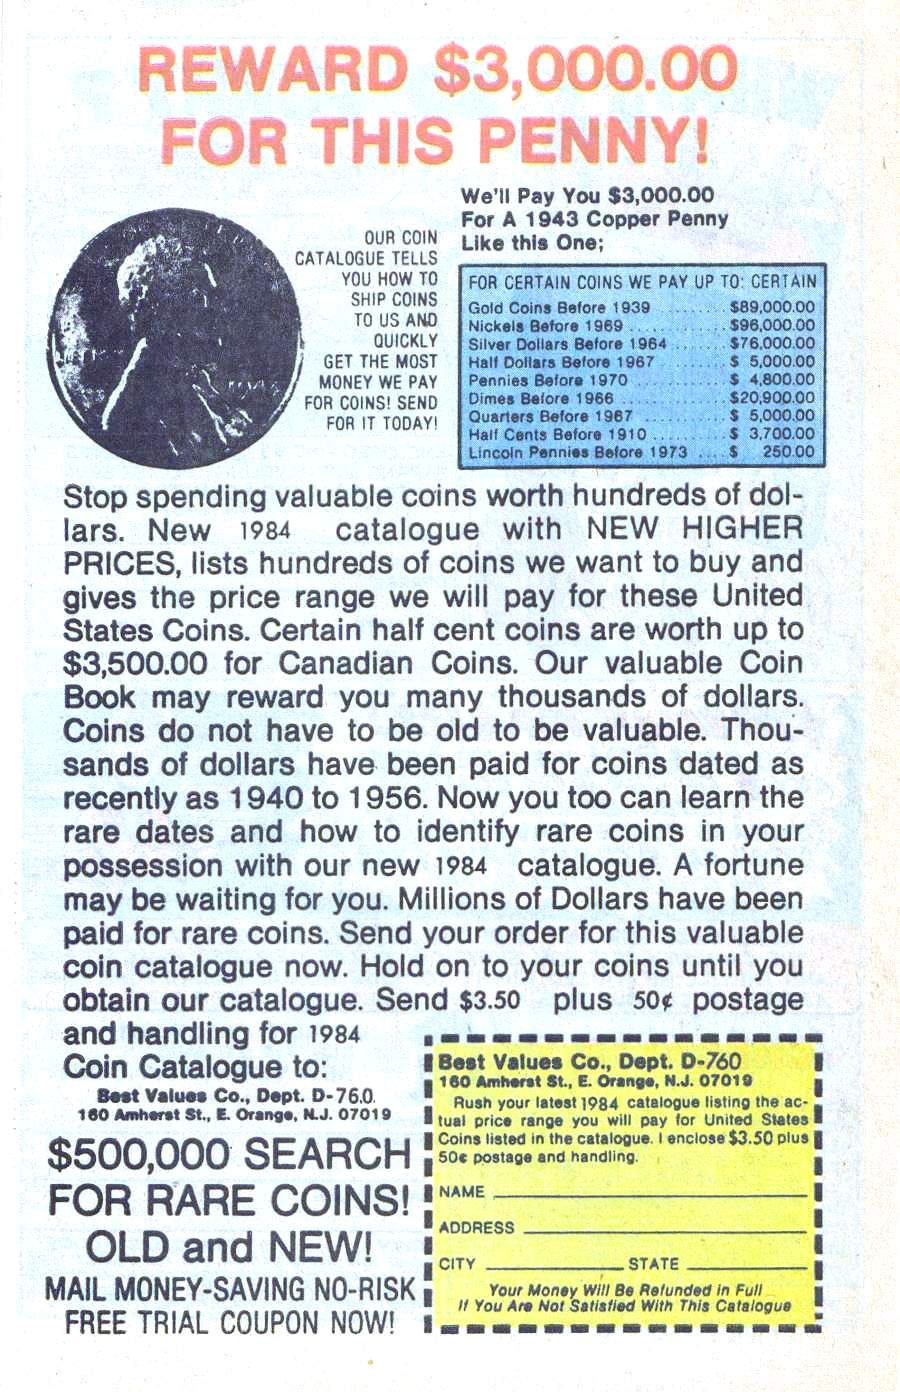 REWARD $3,000.00
FOR THIS PENNY!
OUR COIN
CATALOGUE TELLS
YOU HOW TO
SHIP COINS
TO US AND
QUICKLY
GET THE MOST
MONEY WE PAY
FOR COINS! SEND
FOR IT TODAY!
We'll Pay You $3,000.00
For A 1943 Copper Penny
Like this One;
FOR CERTAIN COINS WE PAY UP TO: CERTAIN
Gold Coins Before 1939 ........ $89,000.00
Nickels Before 1969 ............. $96,000.00
Silver Dollars Before 1964 ....... $76,000.00
Half Dollars Before 1967 ......... $ 5,000.00
Pennies Before 1970 ............ $ 4,800.00
Dimes Before 1966 .............. $20,900.00
Quarters Before 1967 ........... $ 5,000.00
Half Cents Before 1910 .......... $ 3,700.00
Lincoln Pennies Before 1973 .... $ 250.00
Stop spending valuable coins worth hundreds of dol-
lars. New 1984 catalogue with NEW HIGHER
PRICES, lists hundreds of coins we want to buy and
gives the price range we will pay for these United
States Coins. Certain half cent coins are worth up to
$3,500.00 for Canadian Coins. Our valuable Coin
Book may reward you many thousands of dollars.
Coins do not have to be old to be valuable. Thou-
sands of dollars have been paid for coins dated as
recently as 1940 to 1956. Now you too can learn the
rare dates and how to identify rare coins in your
possession with our new 1984 catalogue. A fortune
may be waiting for you. Millions of Dollars have been
paid for rare coins. Send your order for this valuable
coin catalogue now. Hold on to your coins until you
obtain our catalogue. Send $3.50 plus 50¢ postage
and handling for 1984
Coin Catalogue to:
Best Values Co., Dept. D-760
160 Amherst St., E. Orange, N.J. 07019
$500,000 SEARCH
FOR RARE COINS!
OLD and NEW!
MAIL MONEY-SAVING NO-RISK
FREE TRIAL COUPON NOW!
Best Values Co., Dept. D-760
160 Amherst St., E. Orange, N.J. 07019
Rush your latest 1984 catalogue listing the ac-
tual price range you will pay for United States
Coins listed in the catalogue. I enclose $3.50 plus
50¢ postage and handling.
NAME
ADDRESS
CITY STATE
Your Money Will Be Refunded in Full
If You Are Not Satisfied With This Catalogue